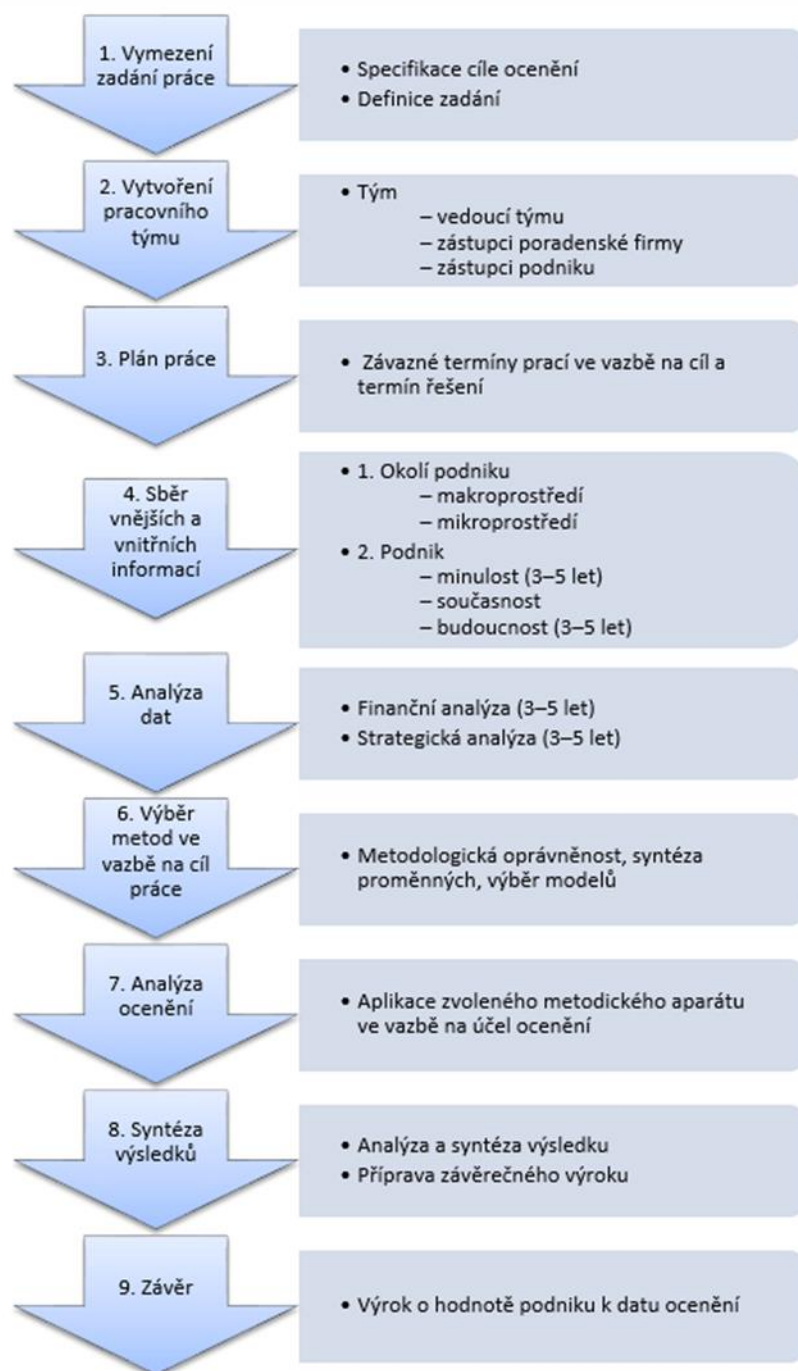 1. Vymezení
zadání práce
• Specifikace cíle ocenění
• Definice zadání
2. Vytvoření
pracovního
týmu
• Tým
– vedoucí týmu
– zástupci poradenské firmy
– zástupci podniku
3. Plán práce
• Závazné termíny prací ve vazbě na cíl a
termín řešení
4. Sběr
vnějších a
vnitřních
informací
• 1. Okolí podniku
– makroprostředí
– mikroprostředí
• 2. Podnik
– minulost (3–5 let)
– současnost
– budoucnost (3–5 let)
5. Analýza
dat
• Finanční analýza (3–5 let)
• Strategická analýza (3–5 let)
6. Výběr
metod ve
vazbě na cíl
práce
• Metodologická oprávněnost, syntéza
proměnných, výběr modelů
7. Analýza
ocenění
• Aplikace zvoleného metodického aparátu
ve vazbě na účel ocenění
8. Syntéza
výsledků
• Analýza a syntéza výsledku
• Příprava závěrečného výroku
9. Závěr
• Výrok o hodnotě podniku k datu ocenění